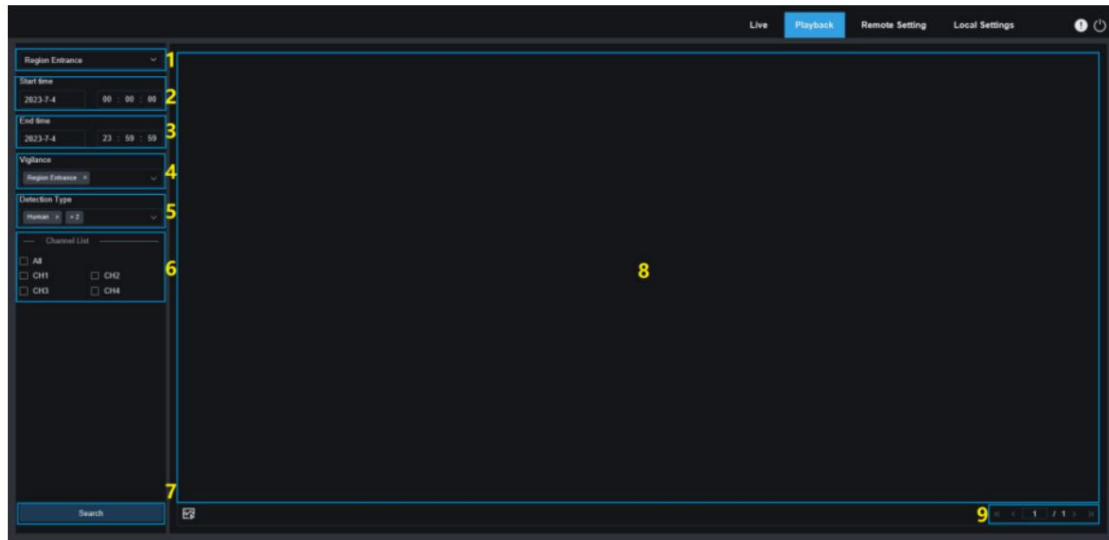 Live Playback Remote Setting Local Settings
Region Entrance 1
Start time
2023-7-4 00 : 00 : 00 2
End time
2023-7-4 23 : 59 : 59 3
Vigilance
Region Entrance × 4
Detection Type
Human × + 2 5
Channel List
All
CH1 CH2 6
CH3 CH4
8
7
Search
9 1 / 1